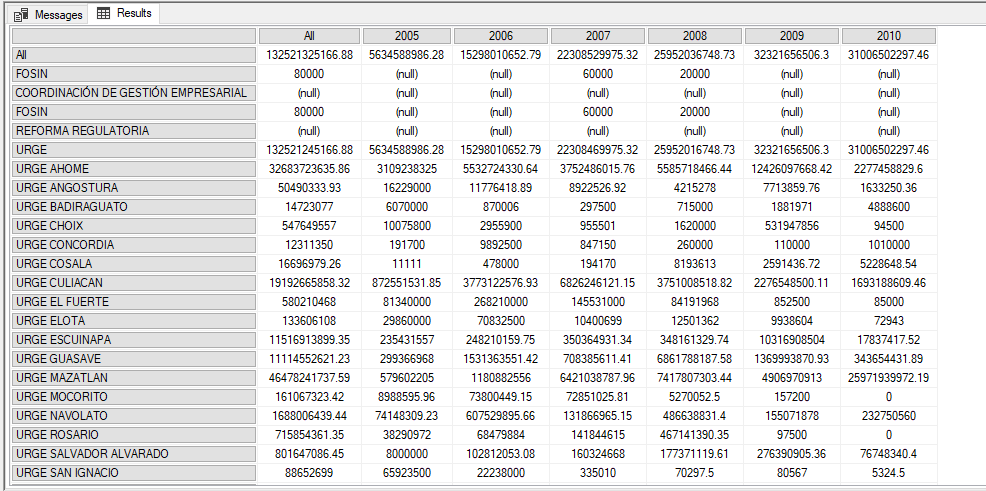 Messages Results
All 2005 2006 2007 2008 2009 2010
All 132521325166.88 5634588986.28 15298010652.79 22308529975.32 25952036748.73 32321656506.3 31006502297.46
FOSIN 80000 (null) (null) 60000 20000 (null) (null)
COORDINACIÓN DE GESTIÓN EMPRESARIAL (null) (null) (null) (null) (null) (null) (null)
FOSIN 80000 (null) (null) 60000 20000 (null) (null)
REFORMA REGULATORIA (null) (null) (null) (null) (null) (null) (null)
URGE 132521245166.88 5634588986.28 15298010652.79 22308469975.32 25952016748.73 32321656506.3 31006502297.46
URGE AHOME 32683723635.86 3109238325 5532724330.64 3752486015.76 5585718466.44 12426097668.42 2277458829.6
URGE ANGOSTURA 50490333.93 16229000 11776418.89 8922526.92 4215278 7713859.76 1633250.36
URGE BADIRAGUATO 14723077 6070000 870006 297500 715000 1881971 4888600
URGE CHOIX 547649557 10075800 2955900 955501 1620000 531947856 94500
URGE CONCORDIA 12311350 191700 9892500 847150 260000 110000 1010000
URGE COSALA 16696979.26 11111 478000 194170 8193613 2591436.72 5228648.54
URGE CULIACAN 19192665858.32 872551531.85 3773122576.93 6826246121.15 3751008518.82 2276548500.11 1693188609.46
URGE EL FUERTE 580210468 81340000 268210000 145531000 84191968 852500 85000
URGE ELOTA 133606108 29860000 70832500 10400699 12501362 9938604 72943
URGE ESCUINAPA 11516913899.35 235431557 248210159.75 350364931.34 348161329.74 10316908504 17837417.52
URGE GUASAVE 11114552621.23 299366968 1531363551.42 708385611.41 6861788187.58 1369993870.93 343654431.89
URGE MAZATLAN 46478241737.59 579602205 1180882556 6421038787.96 7417807303.44 4906970913 25971939972.19
URGE MOCORITO 161067323.42 8988595.96 73800449.15 72851025.81 5270052.5 157200 0
URGE NAVOLATO 1688006439.44 74148309.23 607529895.66 131866965.15 486638831.4 155071878 232750560
URGE ROSARIO 715854361.35 38290972 68479884 141844615 467141390.35 97500 0
URGE SALVADOR ALVARADO 801647086.45 8000000 102812053.08 160324668 177371119.61 276390905.36 76748340.4
URGE SAN IGNACIO 88652699 65923500 22238000 335010 70297.5 80567 5324.5